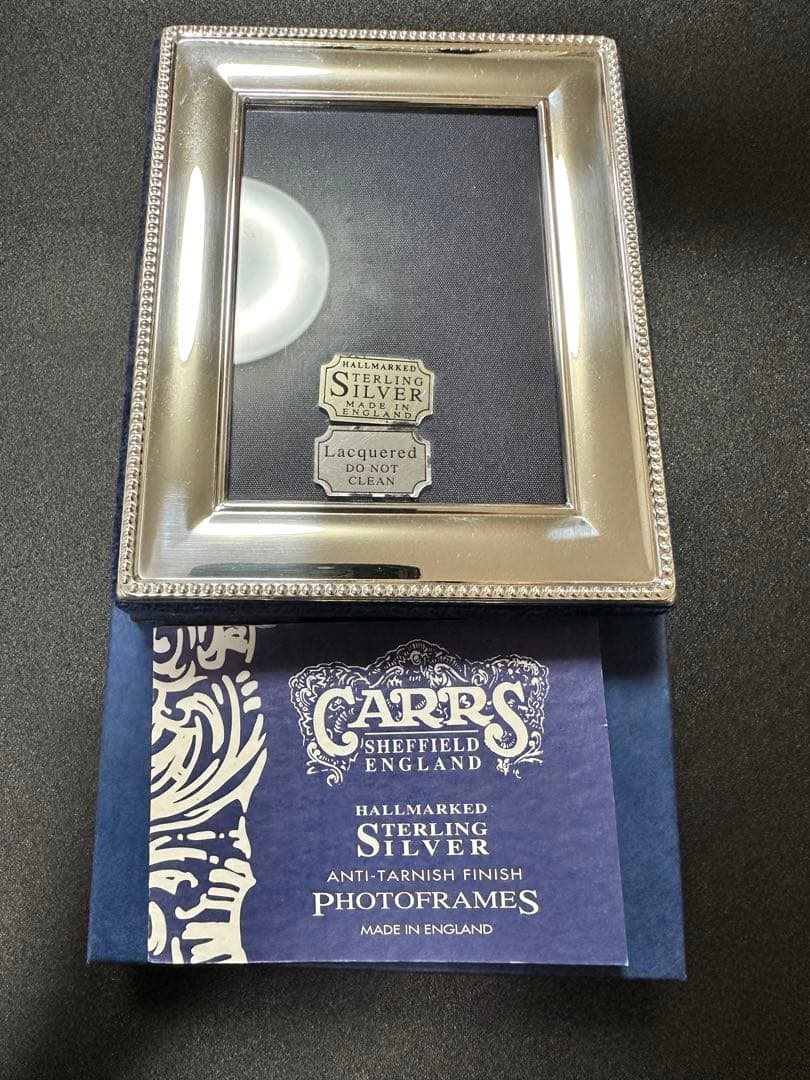 HALLMARKED
STERLING
SILVER
MADE IN
ENGLAND
Lacquered
DO NOT
CLEAN
CARRS
SHEFFIELD
ENGLAND
HALLMARKED
STERLING
SILVER
ANTI-TARNISH FINISH
PHOTOFRAMES
MADE IN ENGLAND